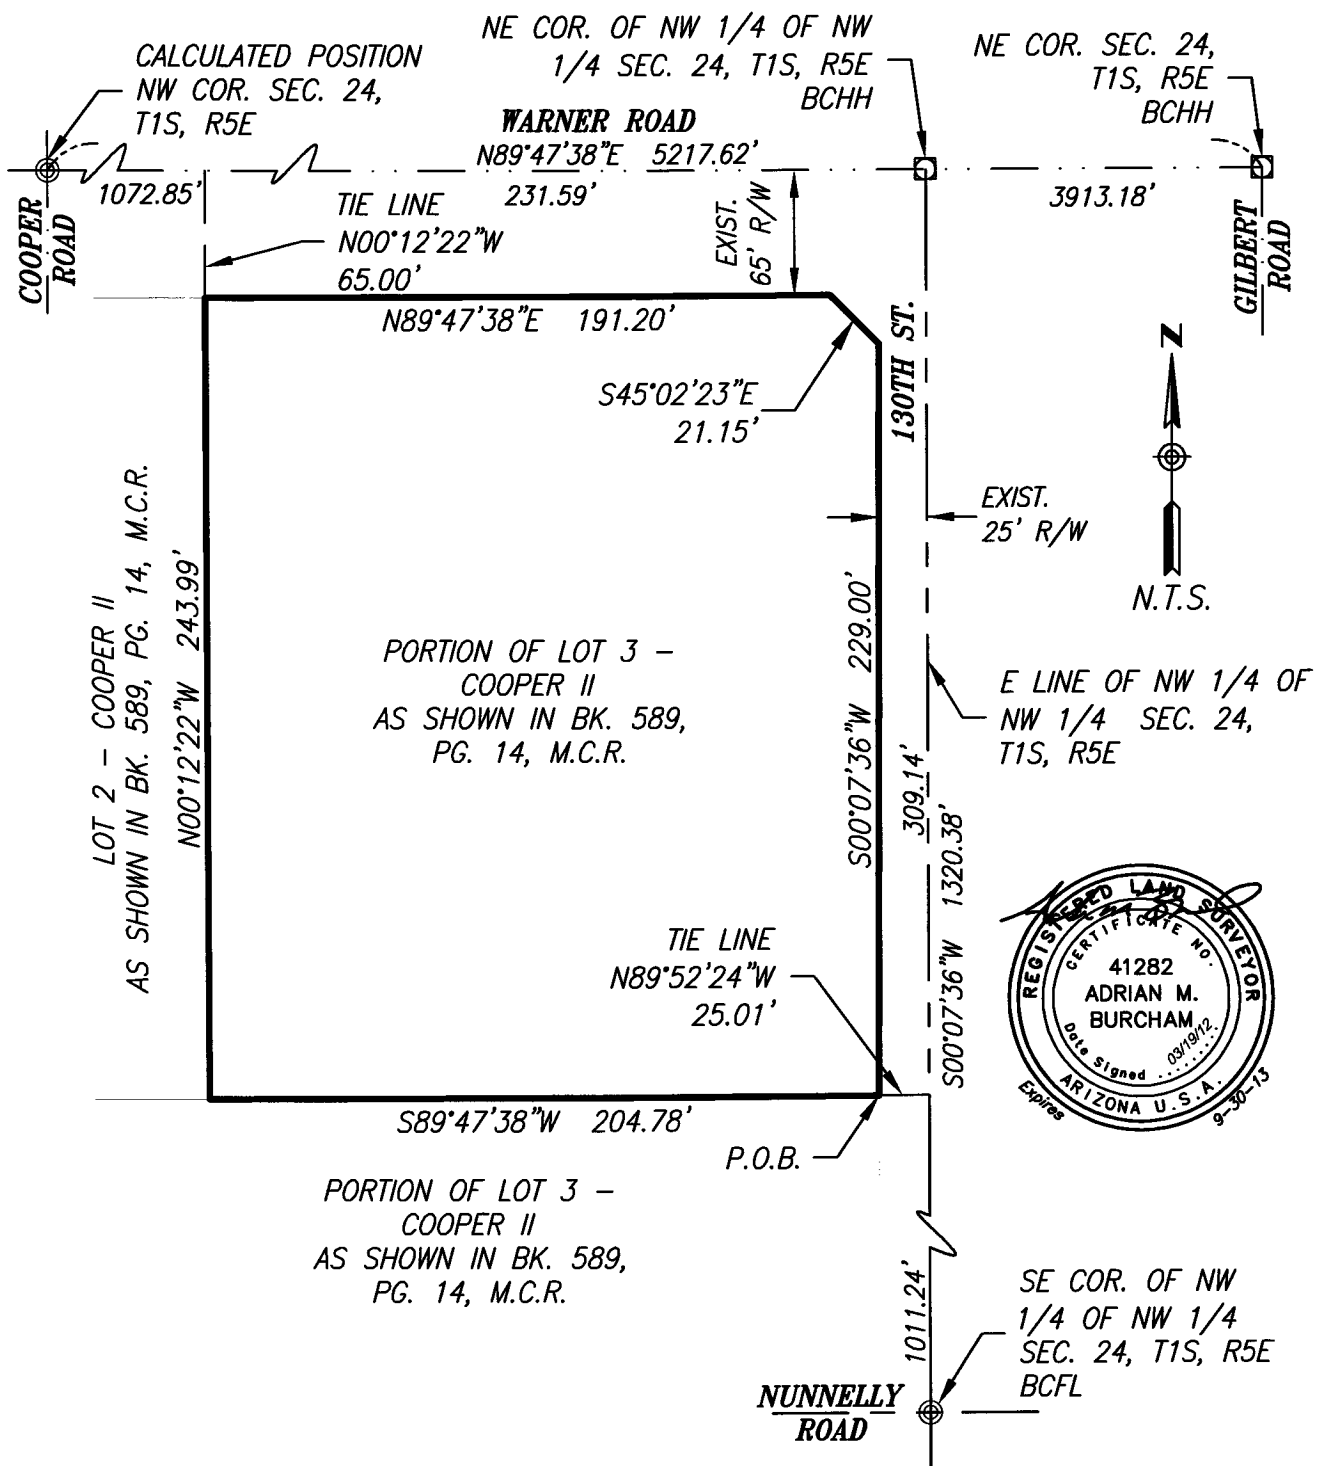 NE COR. OF NW 1/4 OF NW
1/4 SEC. 24, T1S, R5E
BCHH
CALCULATED POSITION
NW COR. SEC. 24,
T1S, R5E
NE COR. SEC. 24,
T1S, R5E
BCHH
WARNER ROAD
N89°47'38"E 5217.62'
1072.85'
231.59'
3913.18'
COOPER
ROAD
TIE LINE
N00°12'22"W
65.00'
EXIST.
65' R/W
GILBERT
ROAD
N89°47'38"E 191.20'
S45°02'23"E
21.15'
130TH ST.
N
N.T.S.
EXIST.
25' R/W
LOT 2 - COOPER II
AS SHOWN IN BK. 589, PG. 14, M.C.R.
N00°12'22"W 243.99'
PORTION OF LOT 3 -
COOPER II
AS SHOWN IN BK. 589,
PG. 14, M.C.R.
S00°07'36"W 229.00'
309.14'
S00°07'36"W 1320.38'
E LINE OF NW 1/4 OF
NW 1/4 SEC. 24,
T1S, R5E
TIE LINE
N89°52'24"W
25.01'
REGISTERED LAND SURVEYOR
CERTIFICATE NO.
41282
ADRIAN M.
BURCHAM
Date Signed 03/19/12
ARIZONA U.S.A.
Expires 9-30-13
S89°47'38"W 204.78'
P.O.B.
PORTION OF LOT 3 -
COOPER II
AS SHOWN IN BK. 589,
PG. 14, M.C.R.
1011.24'
SE COR. OF NW
1/4 OF NW 1/4
SEC. 24, T1S, R5E
BCFL
NUNNELLY
ROAD